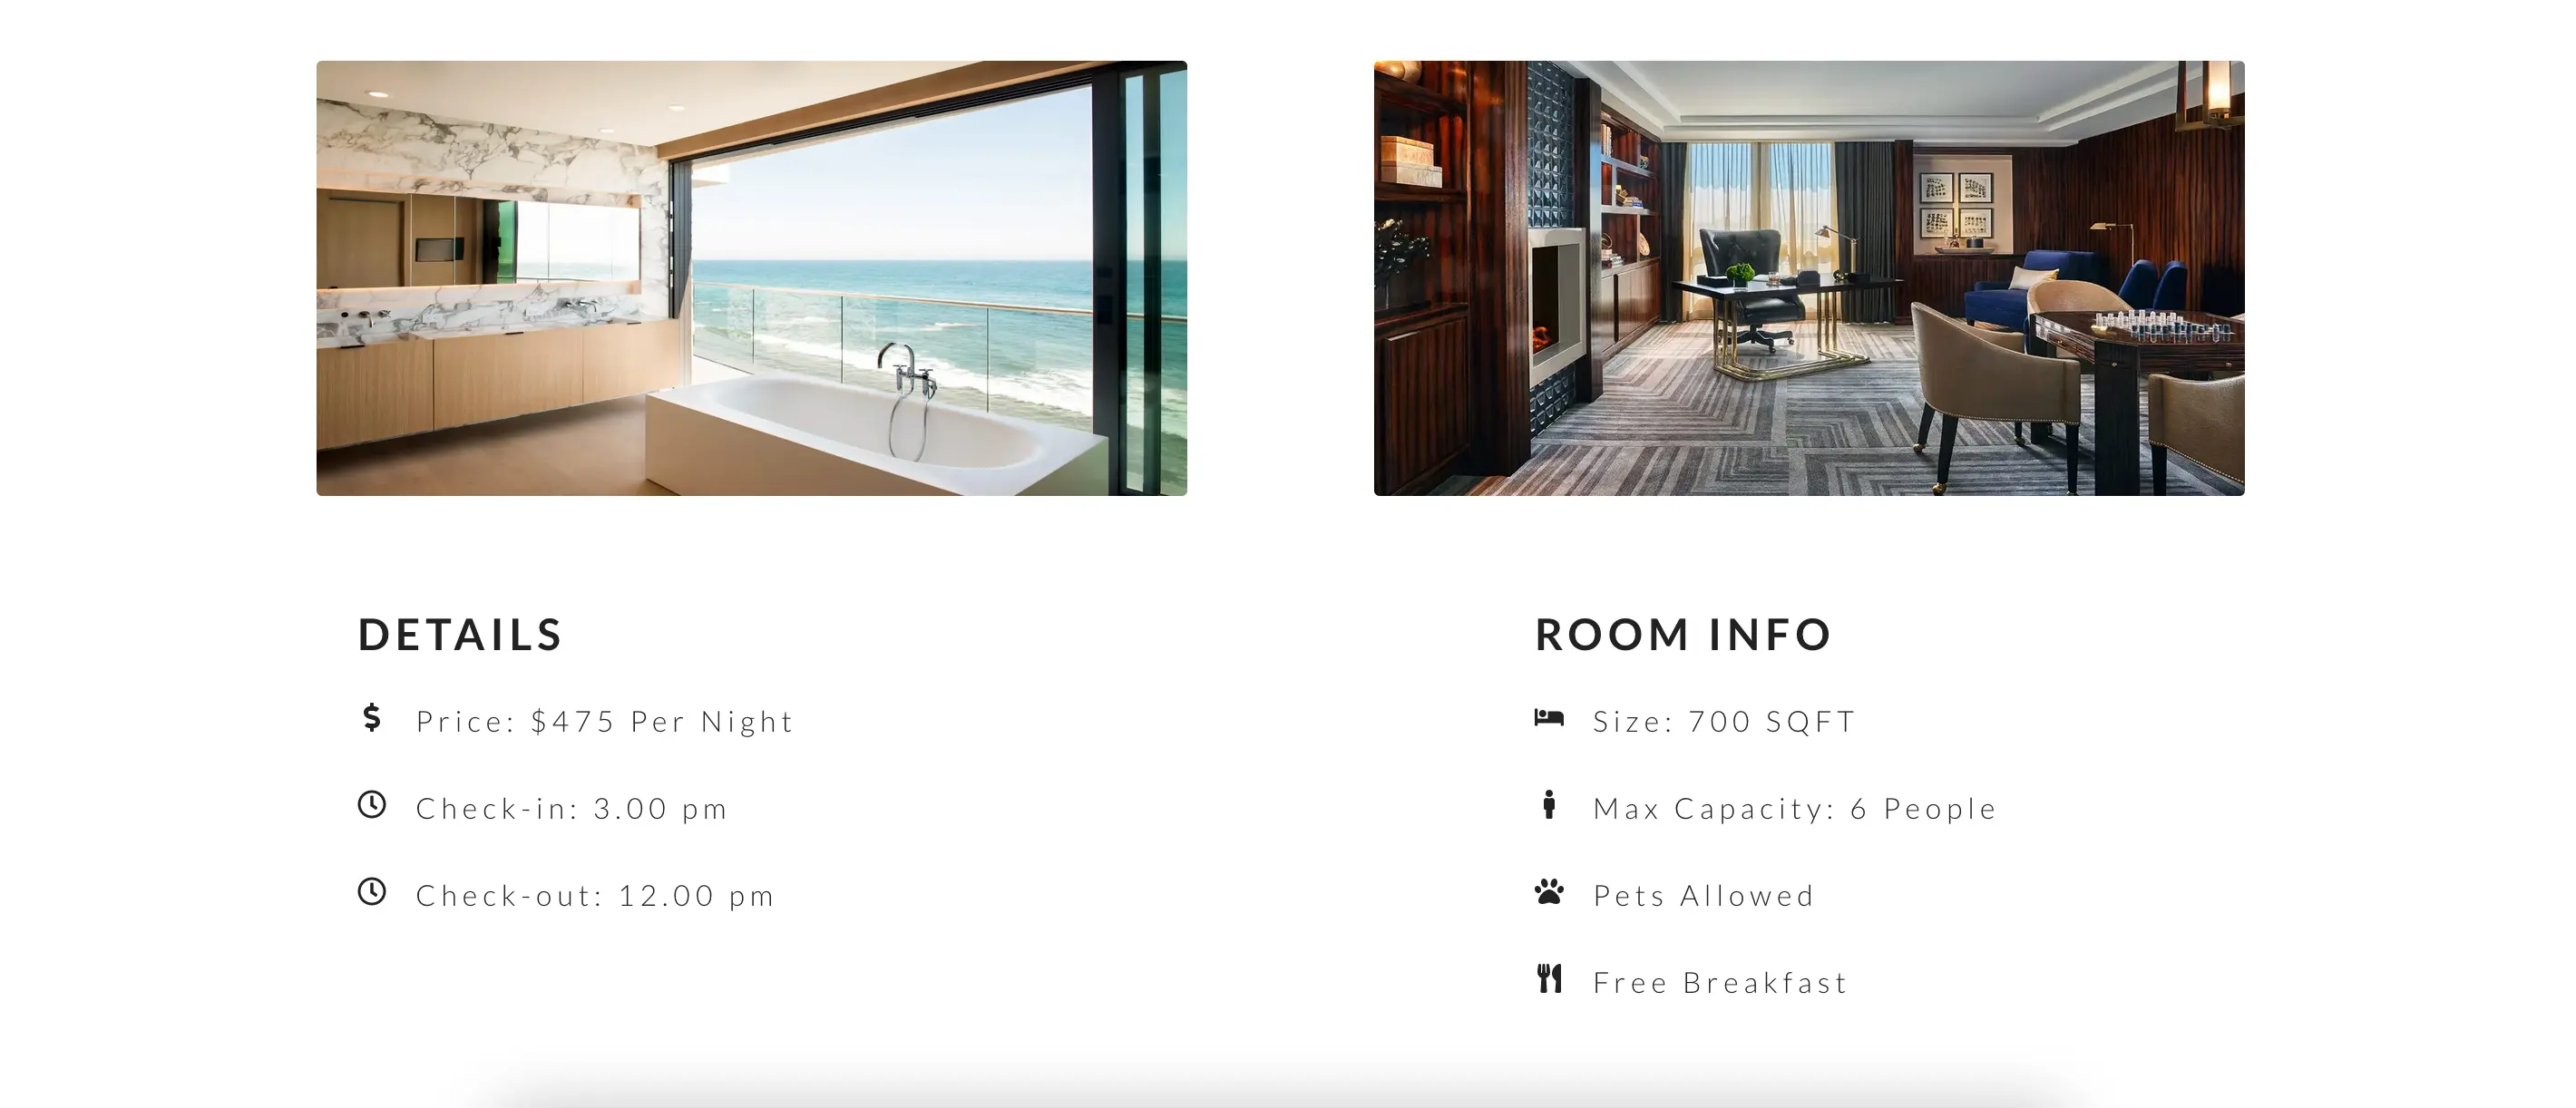 DETAILS
Price: $475 Per Night
Check-in: 3.00 pm
Check-out: 12.00 pm
ROOM INFO
Size: 700 SQFT
Max Capacity: 6 People
Pets Allowed
Free Breakfast